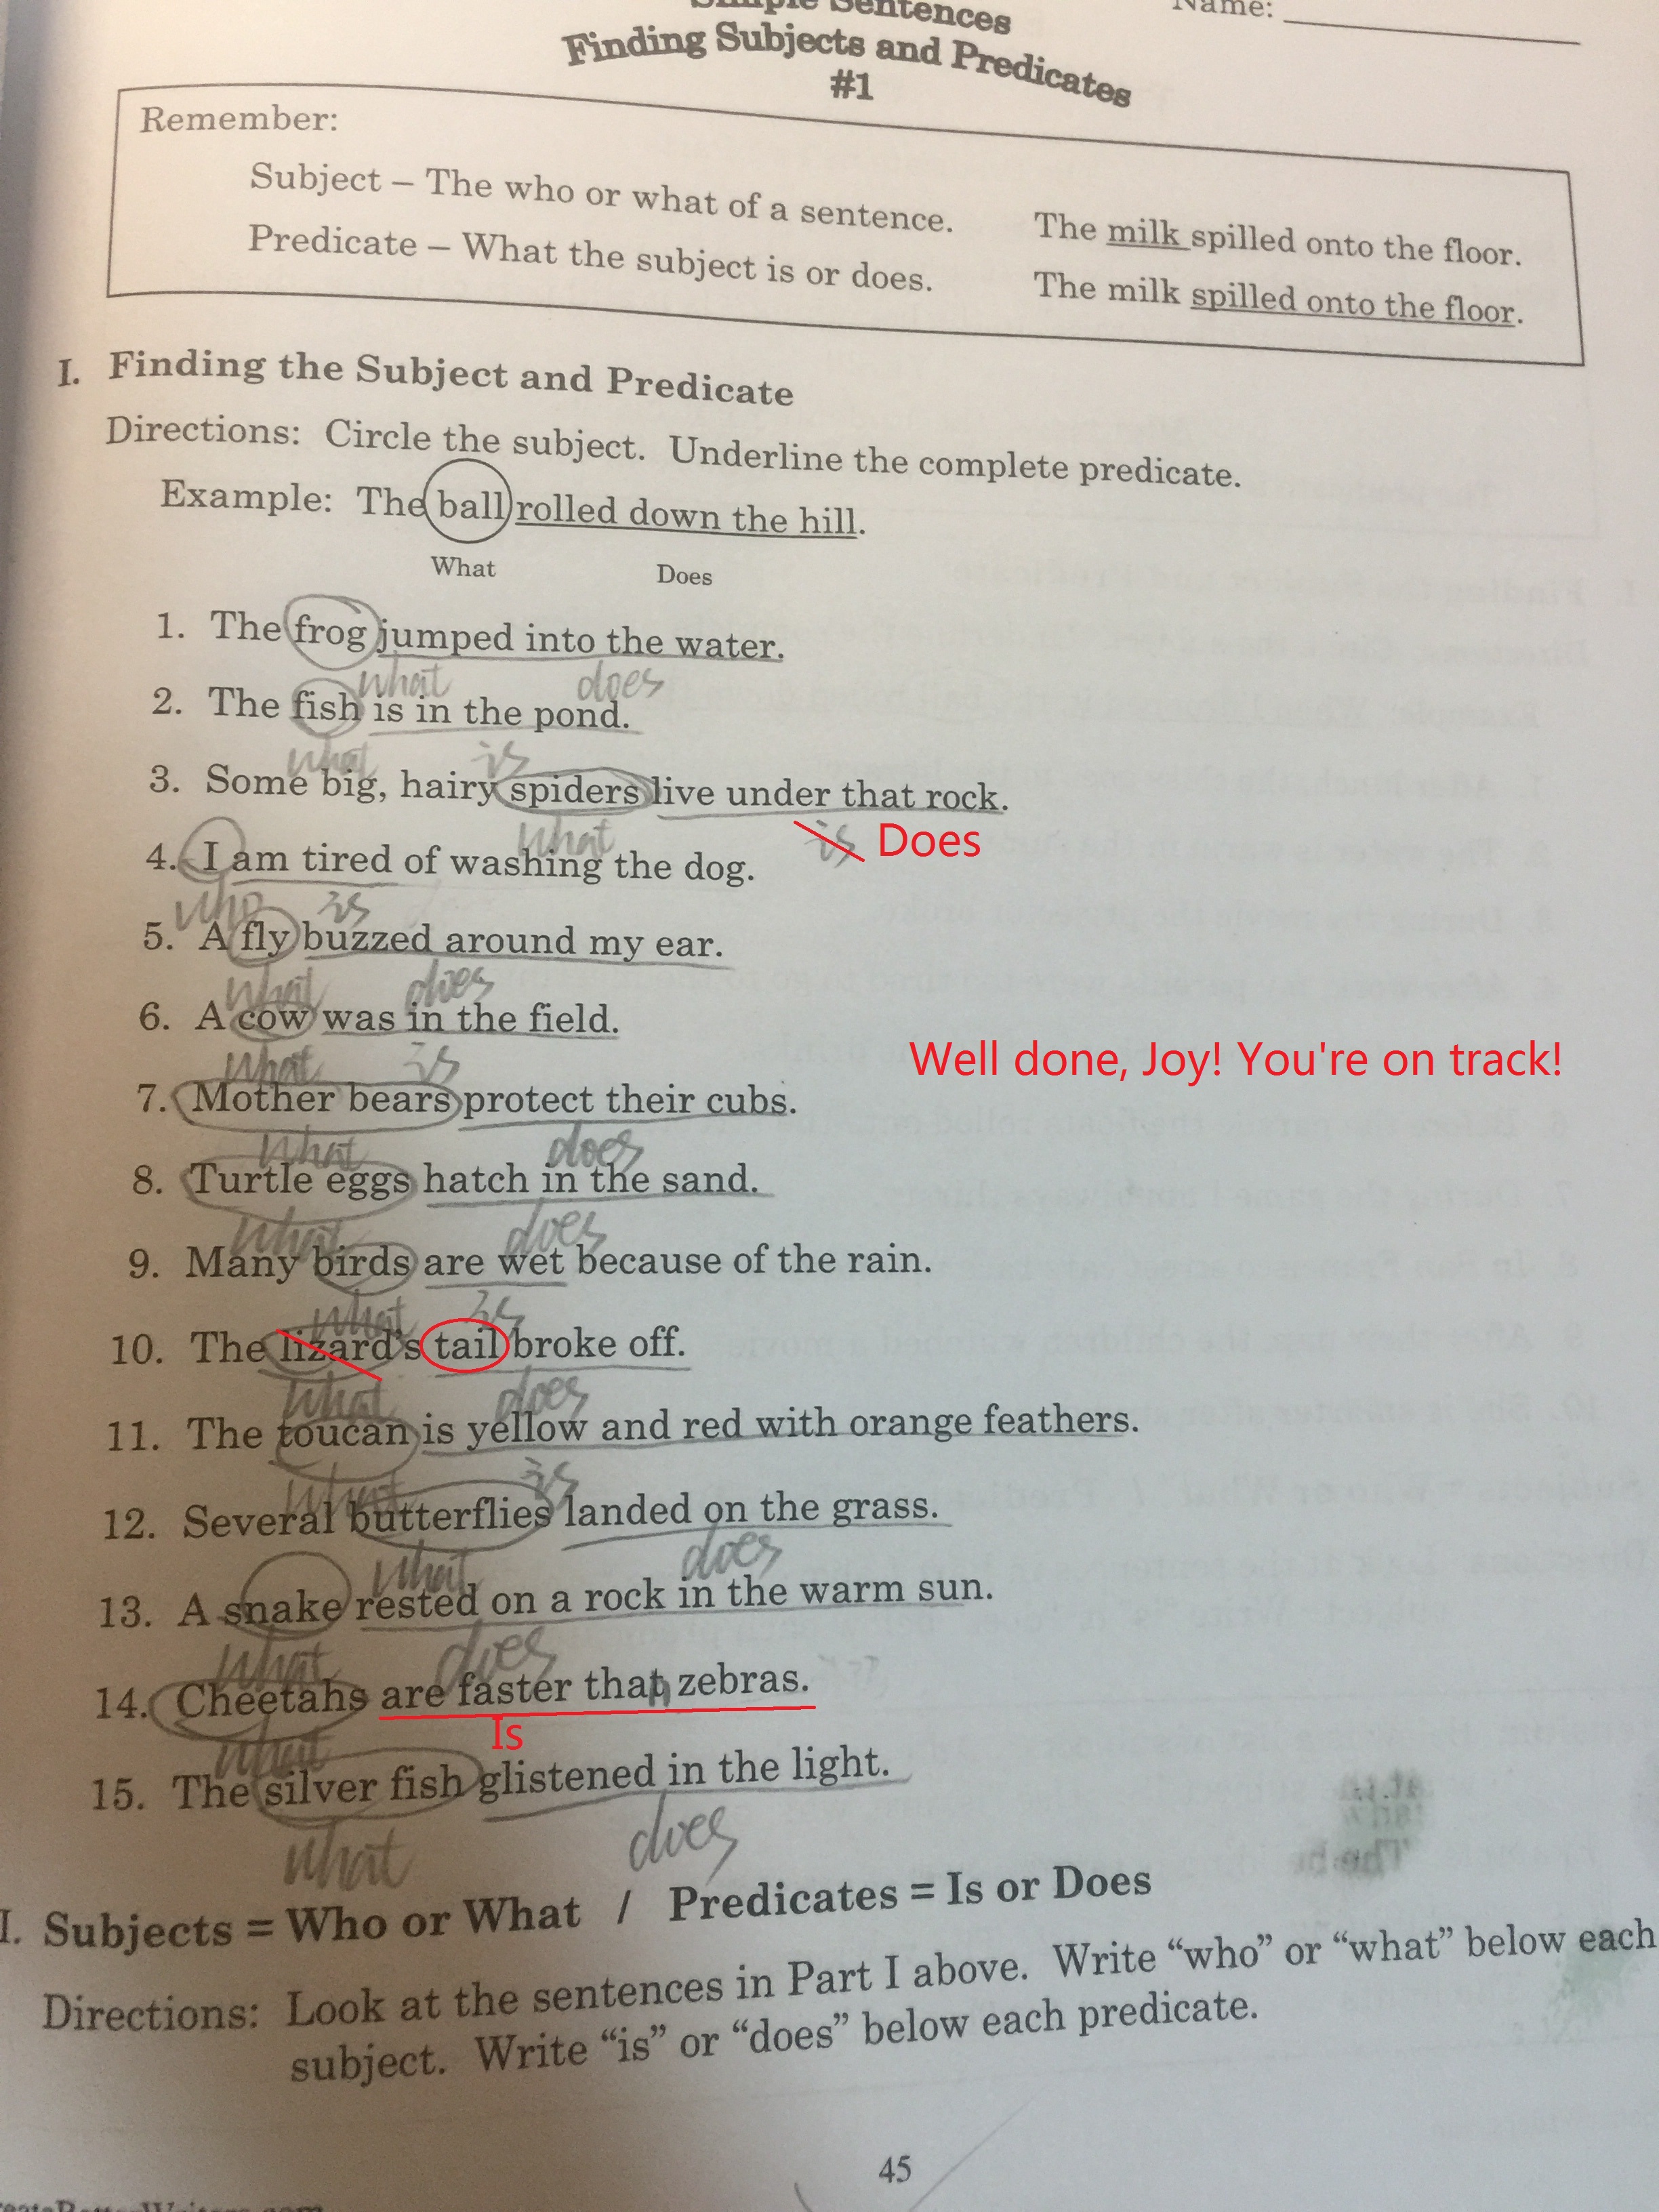 Simple Sentences
Name:
Finding Subjects and Predicates
#1
Remember:
Subject – The who or what of a sentence. The milk spilled onto the floor.
Predicate – What the subject is or does. The milk spilled onto the floor.
I. Finding the Subject and Predicate
Directions: Circle the subject. Underline the complete predicate.
Example: The ball rolled down the hill.
What Does
1. The frog jumped into the water.
what does
2. The fish is in the pond.
what is
3. Some big, hairy spiders live under that rock.
what is Does
4. I am tired of washing the dog.
who is
5. A fly buzzed around my ear.
what does
6. A cow was in the field.
what is
Well done, Joy! You're on track!
7. Mother bears protect their cubs.
what does
8. Turtle eggs hatch in the sand.
what does
9. Many birds are wet because of the rain.
what is
10. The lizard's tail broke off.
what does
11. The toucan is yellow and red with orange feathers.
what is
12. Several butterflies landed on the grass.
what does
13. A snake rested on a rock in the warm sun.
what does
14. Cheetahs are faster than zebras.
what Is
15. The silver fish glistened in the light.
what does
I. Subjects = Who or What / Predicates = Is or Does
Directions: Look at the sentences in Part I above. Write “who” or “what” below each
subject. Write “is” or “does” below each predicate.
45